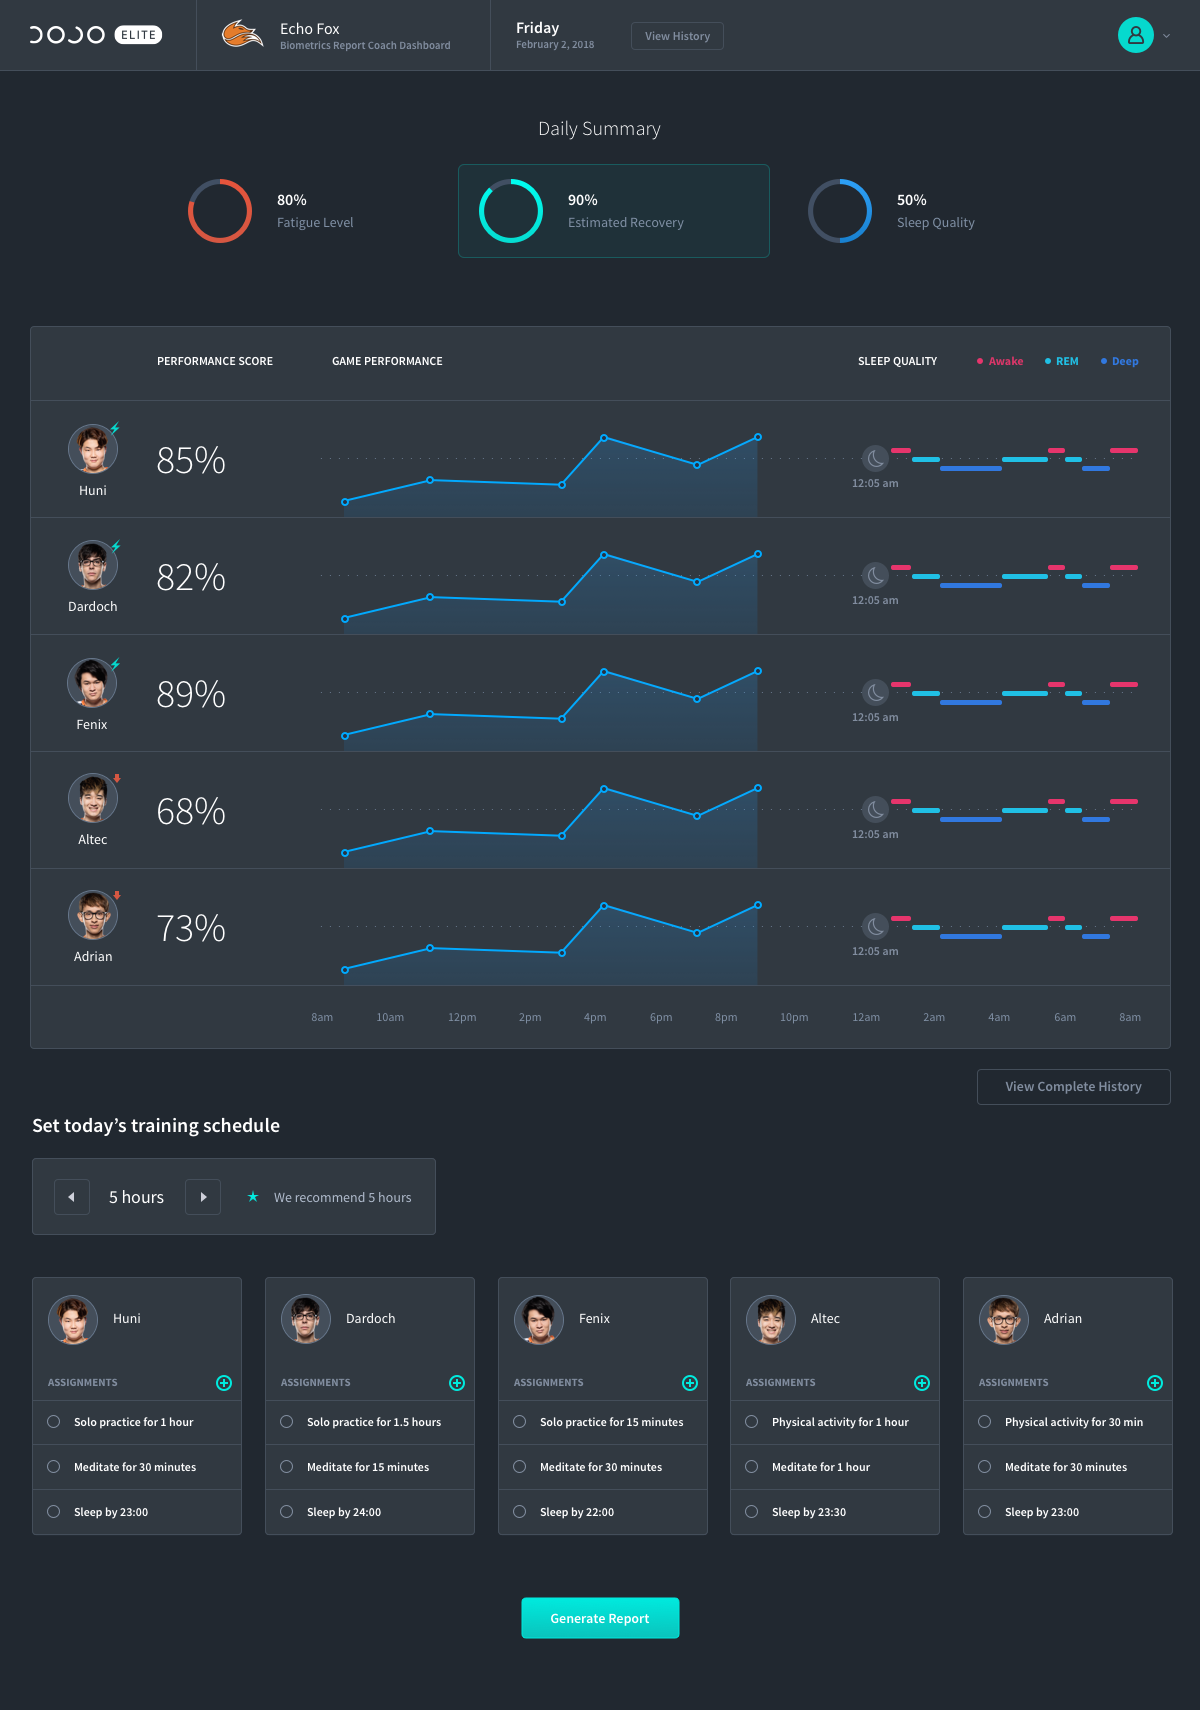 DOJO ELITE
Echo Fox
Biometrics Report Coach Dashboard
Friday
February 2, 2018
View History
Daily Summary
80%
Fatigue Level
90%
Estimated Recovery
50%
Sleep Quality
PERFORMANCE SCORE GAME PERFORMANCE SLEEP QUALITY Awake REM Deep
85%
Huni
12:05 am
82%
Dardoch
12:05 am
89%
Fenix
12:05 am
68%
Altec
12:05 am
73%
Adrian
12:05 am
8am 10am 12pm 2pm 4pm 6pm 8pm 10pm 12am 2am 4am 6am 8am
View Complete History
Set today’s training schedule
5 hours We recommend 5 hours
Huni
ASSIGNMENTS
Solo practice for 1 hour
Meditate for 30 minutes
Sleep by 23:00
Dardoch
ASSIGNMENTS
Solo practice for 1.5 hours
Meditate for 15 minutes
Sleep by 24:00
Fenix
ASSIGNMENTS
Solo practice for 15 minutes
Meditate for 30 minutes
Sleep by 22:00
Altec
ASSIGNMENTS
Physical activity for 1 hour
Meditate for 1 hour
Sleep by 23:30
Adrian
ASSIGNMENTS
Physical activity for 30 min
Meditate for 30 minutes
Sleep by 23:00
Generate Report